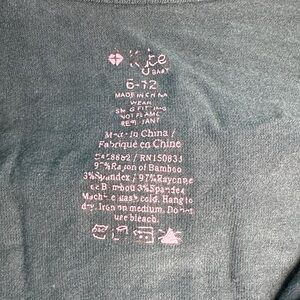 Kyte
BABY
6-12
MADE IN CHINA
WEAR
SNUG FITTING
NOT FLAME
RESISTANT
Made in China /
Fabriqué en Chine
RN150831
97%Rayon of Bamboo
3%Spandex / 97%Rayonne
de Bambou 3%Spandex
Machine wash cold. Hang to
dry. Iron on medium. Do not
use bleach.